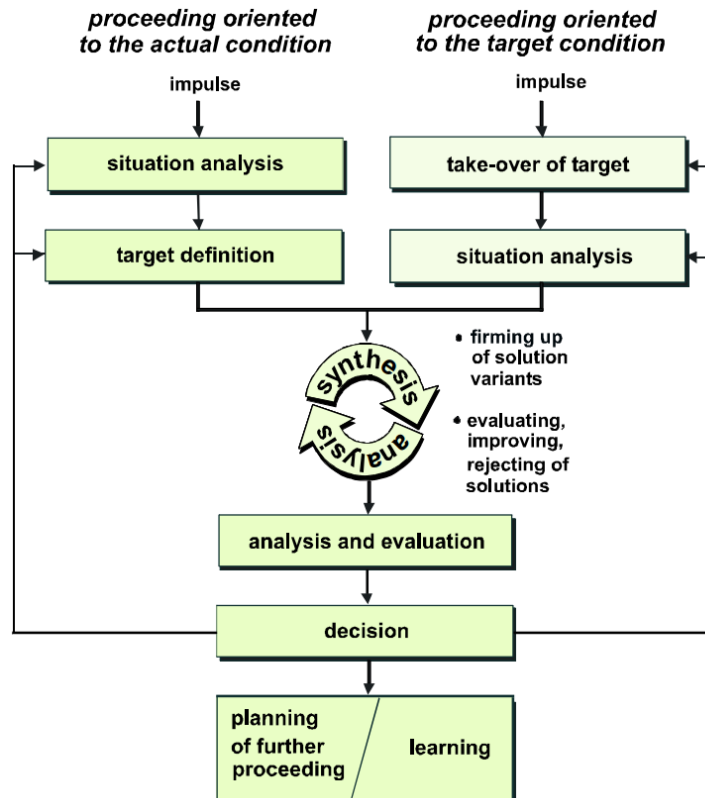 proceeding oriented
to the actual condition
proceeding oriented
to the target condition
impulse
impulse
situation analysis
take-over of target
target definition
situation analysis
synthesis
analysis
• firming up
of solution
variants
• evaluating,
improving,
rejecting of
solutions
analysis and evaluation
decision
planning
of further
proceeding
learning